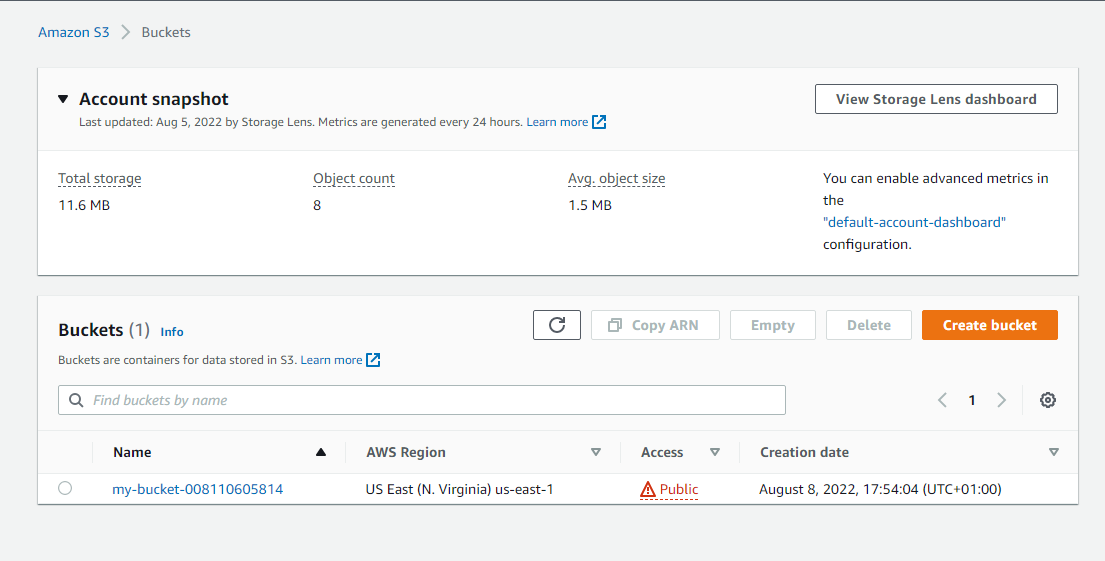 Amazon S3 > Buckets
Account snapshot
View Storage Lens dashboard
Last updated: Aug 5, 2022 by Storage Lens. Metrics are generated every 24 hours. Learn more
Total storage
11.6 MB
Object count
8
Avg. object size
1.5 MB
You can enable advanced metrics in
the
"default-account-dashboard"
configuration.
Buckets (1) Info
Copy ARN
Empty
Delete
Create bucket
Buckets are containers for data stored in S3. Learn more
Find buckets by name
1
Name AWS Region Access Creation date
my-bucket-008110605814 US East (N. Virginia) us-east-1 Public August 8, 2022, 17:54:04 (UTC+01:00)